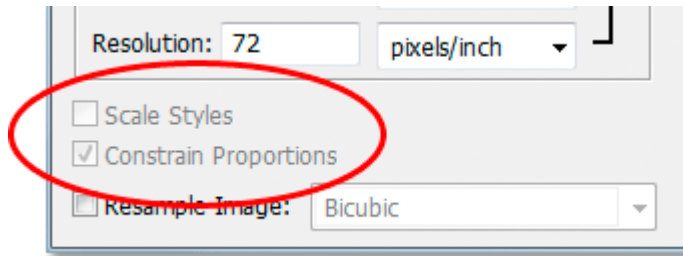 Resolution: 72 pixels/inch
Scale Styles
Constrain Proportions
Resample Image: Bicubic